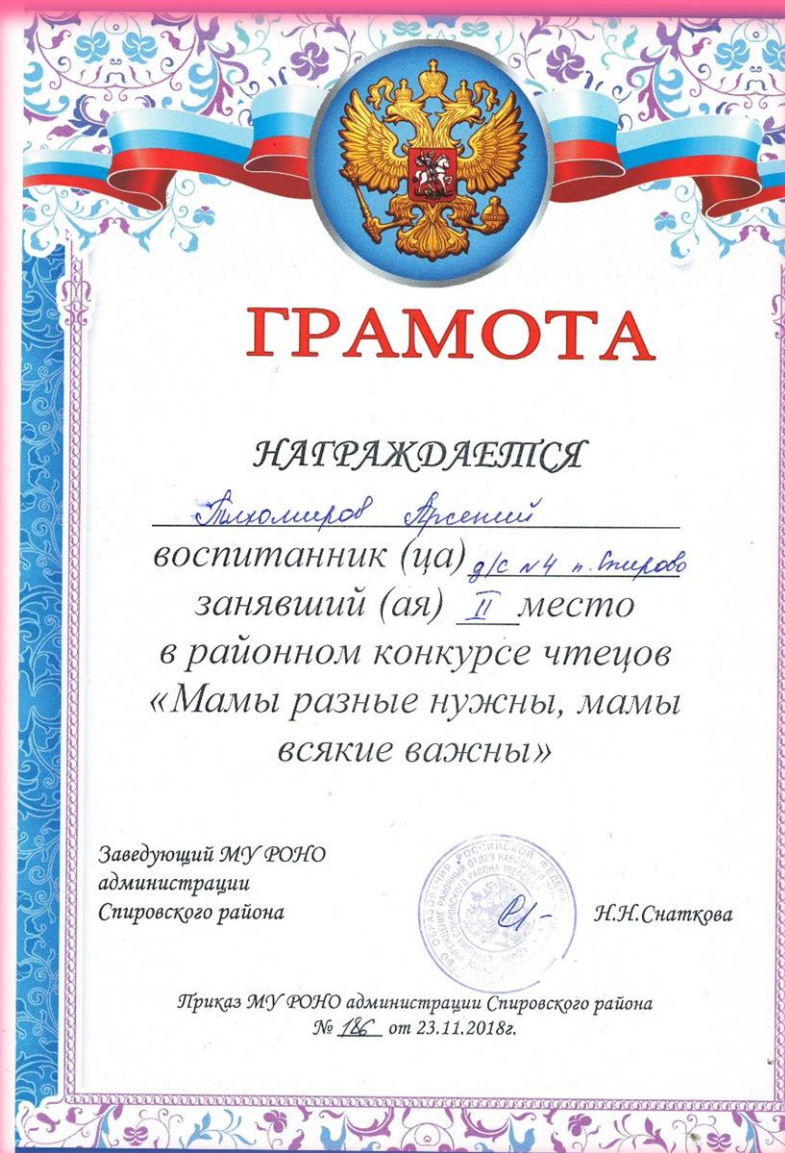 ГРАМОТА
НАГРАЖДАЕТСЯ
Тихомиров Арсений
воспитанник (ца) д/с №4 п. Спирово
занявший (ая) II место
в районном конкурсе чтецов
«Мамы разные нужны, мамы
всякие важны»
Заведующий МУ РОНО
администрации
Спировского района
Н.Н.Снаткова
Приказ МУ РОНО администрации Спировского района
№ 186 от 23.11.2018г.